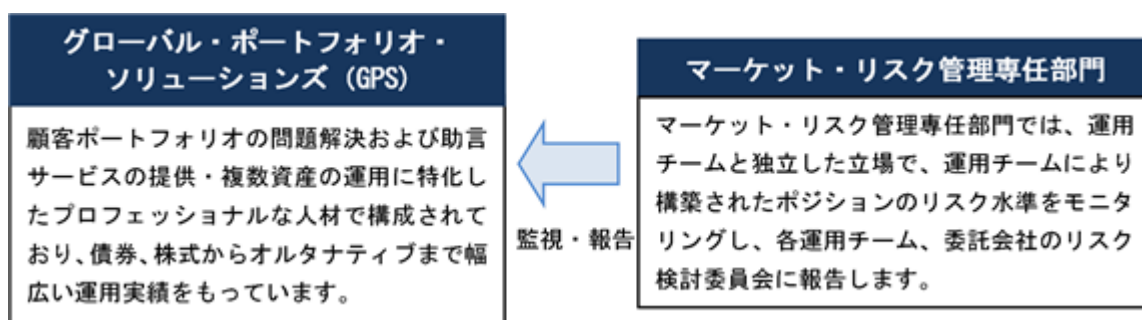 グローバル・ポートフォリオ・
ソリューションズ (GPS)
顧客ポートフォリオの問題解決および助言
サービスの提供・複数資産の運用に特化し
たプロフェッショナルな人材で構成されて
おり、債券、株式からオルタナティブまで幅
広い運用実績をもっています。
監視・報告
マーケット・リスク管理専任部門
マーケット・リスク管理専任部門では、運用
チームと独立した立場で、運用チームにより
構築されたポジションのリスク水準をモニタ
リングし、各運用チーム、委託会社のリスク
検討委員会に報告します。